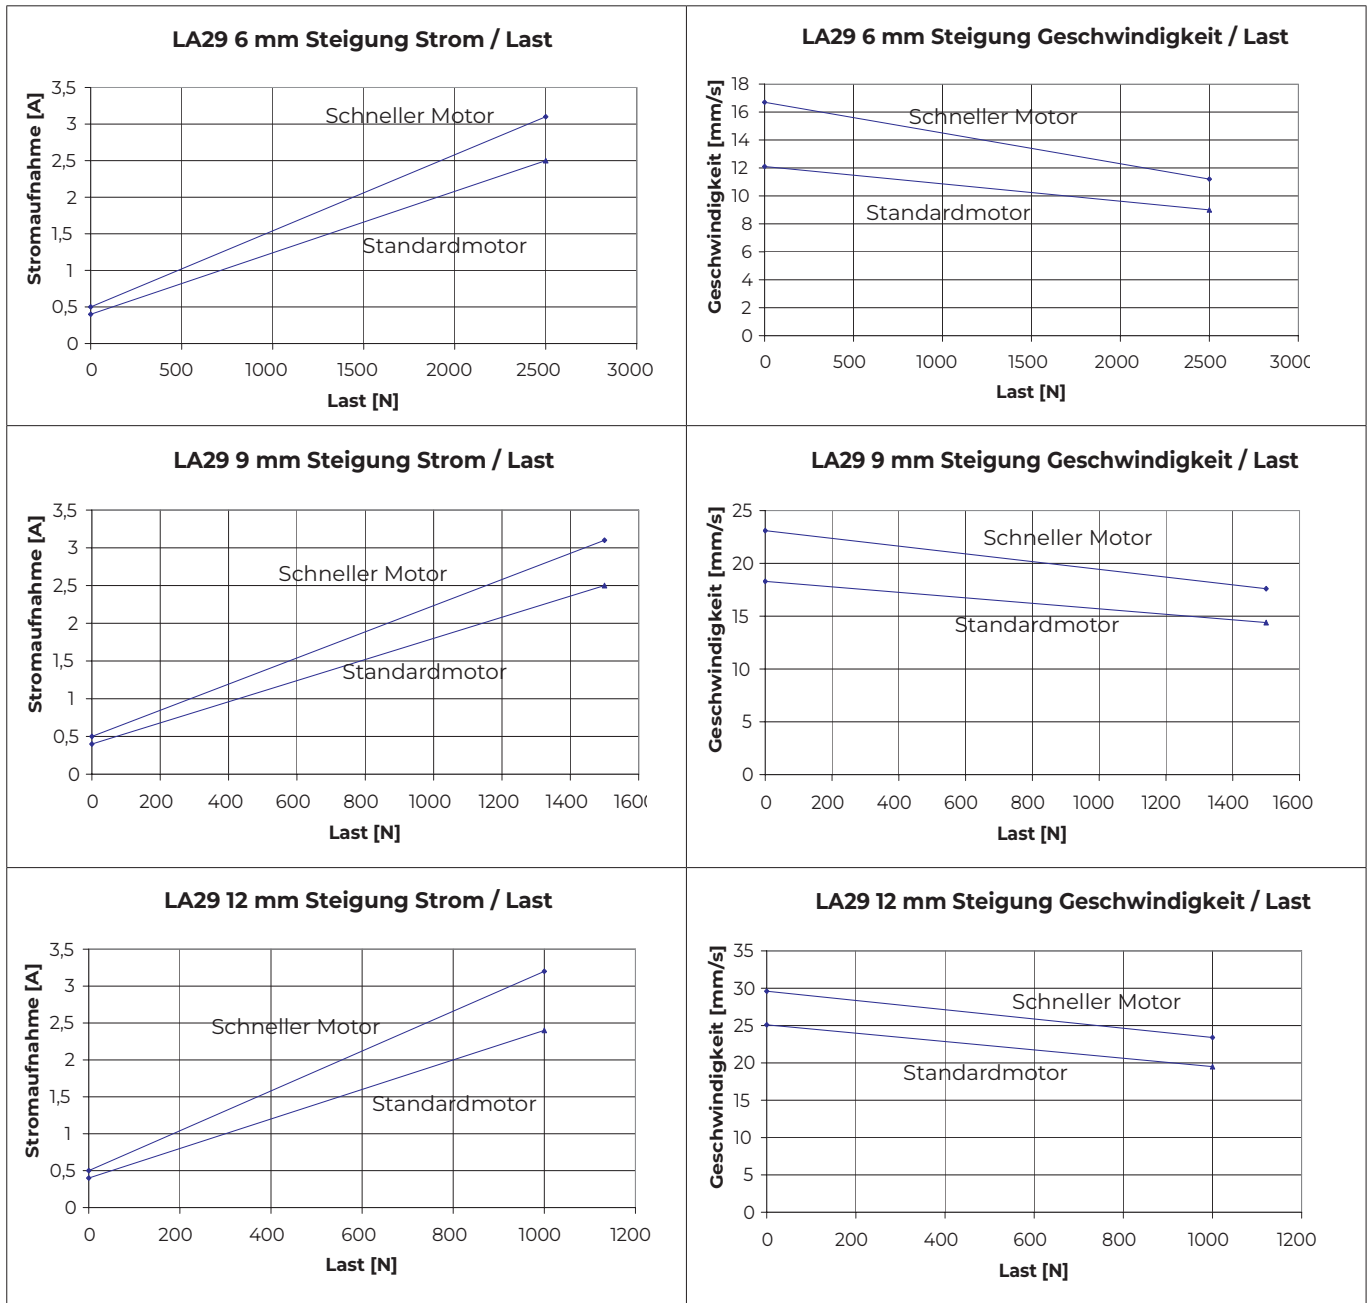 LA29 6 mm Steigung Strom / Last
Stromaufnahme [A]
3,5
3
2,5
2
1,5
1
0,5
0
Schneller Motor
Standardmotor
0 500 1000 1500 2000 2500 3000
Last [N]
LA29 6 mm Steigung Geschwindigkeit / Last
Geschwindigkeit [mm/s]
18
16
14
12
10
8
6
4
2
0
Schneller Motor
Standardmotor
0 500 1000 1500 2000 2500 3000
Last [N]
LA29 9 mm Steigung Strom / Last
Stromaufnahme [A]
3,5
3
2,5
2
1,5
1
0,5
0
Schneller Motor
Standardmotor
0 200 400 600 800 1000 1200 1400 1600
Last [N]
LA29 9 mm Steigung Geschwindigkeit / Last
Geschwindigkeit [mm/s]
25
20
15
10
5
0
Schneller Motor
Standardmotor
0 200 400 600 800 1000 1200 1400 1600
Last [N]
LA29 12 mm Steigung Strom / Last
Stromaufnahme [A]
3,5
3
2,5
2
1,5
1
0,5
0
Schneller Motor
Standardmotor
0 200 400 600 800 1000 1200
Last [N]
LA29 12 mm Steigung Geschwindigkeit / Last
Geschwindigkeit [mm/s]
35
30
25
20
15
10
5
0
Schneller Motor
Standardmotor
0 200 400 600 800 1000 1200
Last [N]